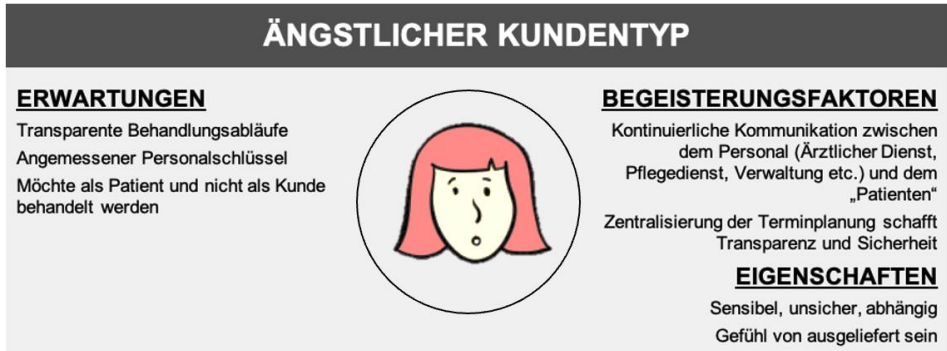 ÄNGSTLICHER KUNDENTYP
ERWARTUNGEN
Transparente Behandlungsabläufe
Angemessener Personalschlüssel
Möchte als Patient und nicht als Kunde
behandelt werden
BEGEISTERUNGSFAKTOREN
Kontinuierliche Kommunikation zwischen
dem Personal (Ärztlicher Dienst,
Pflegedienst, Verwaltung etc.) und dem
„Patienten“
Zentralisierung der Terminplanung schafft
Transparenz und Sicherheit
EIGENSCHAFTEN
Sensibel, unsicher, abhängig
Gefühl von ausgeliefert sein